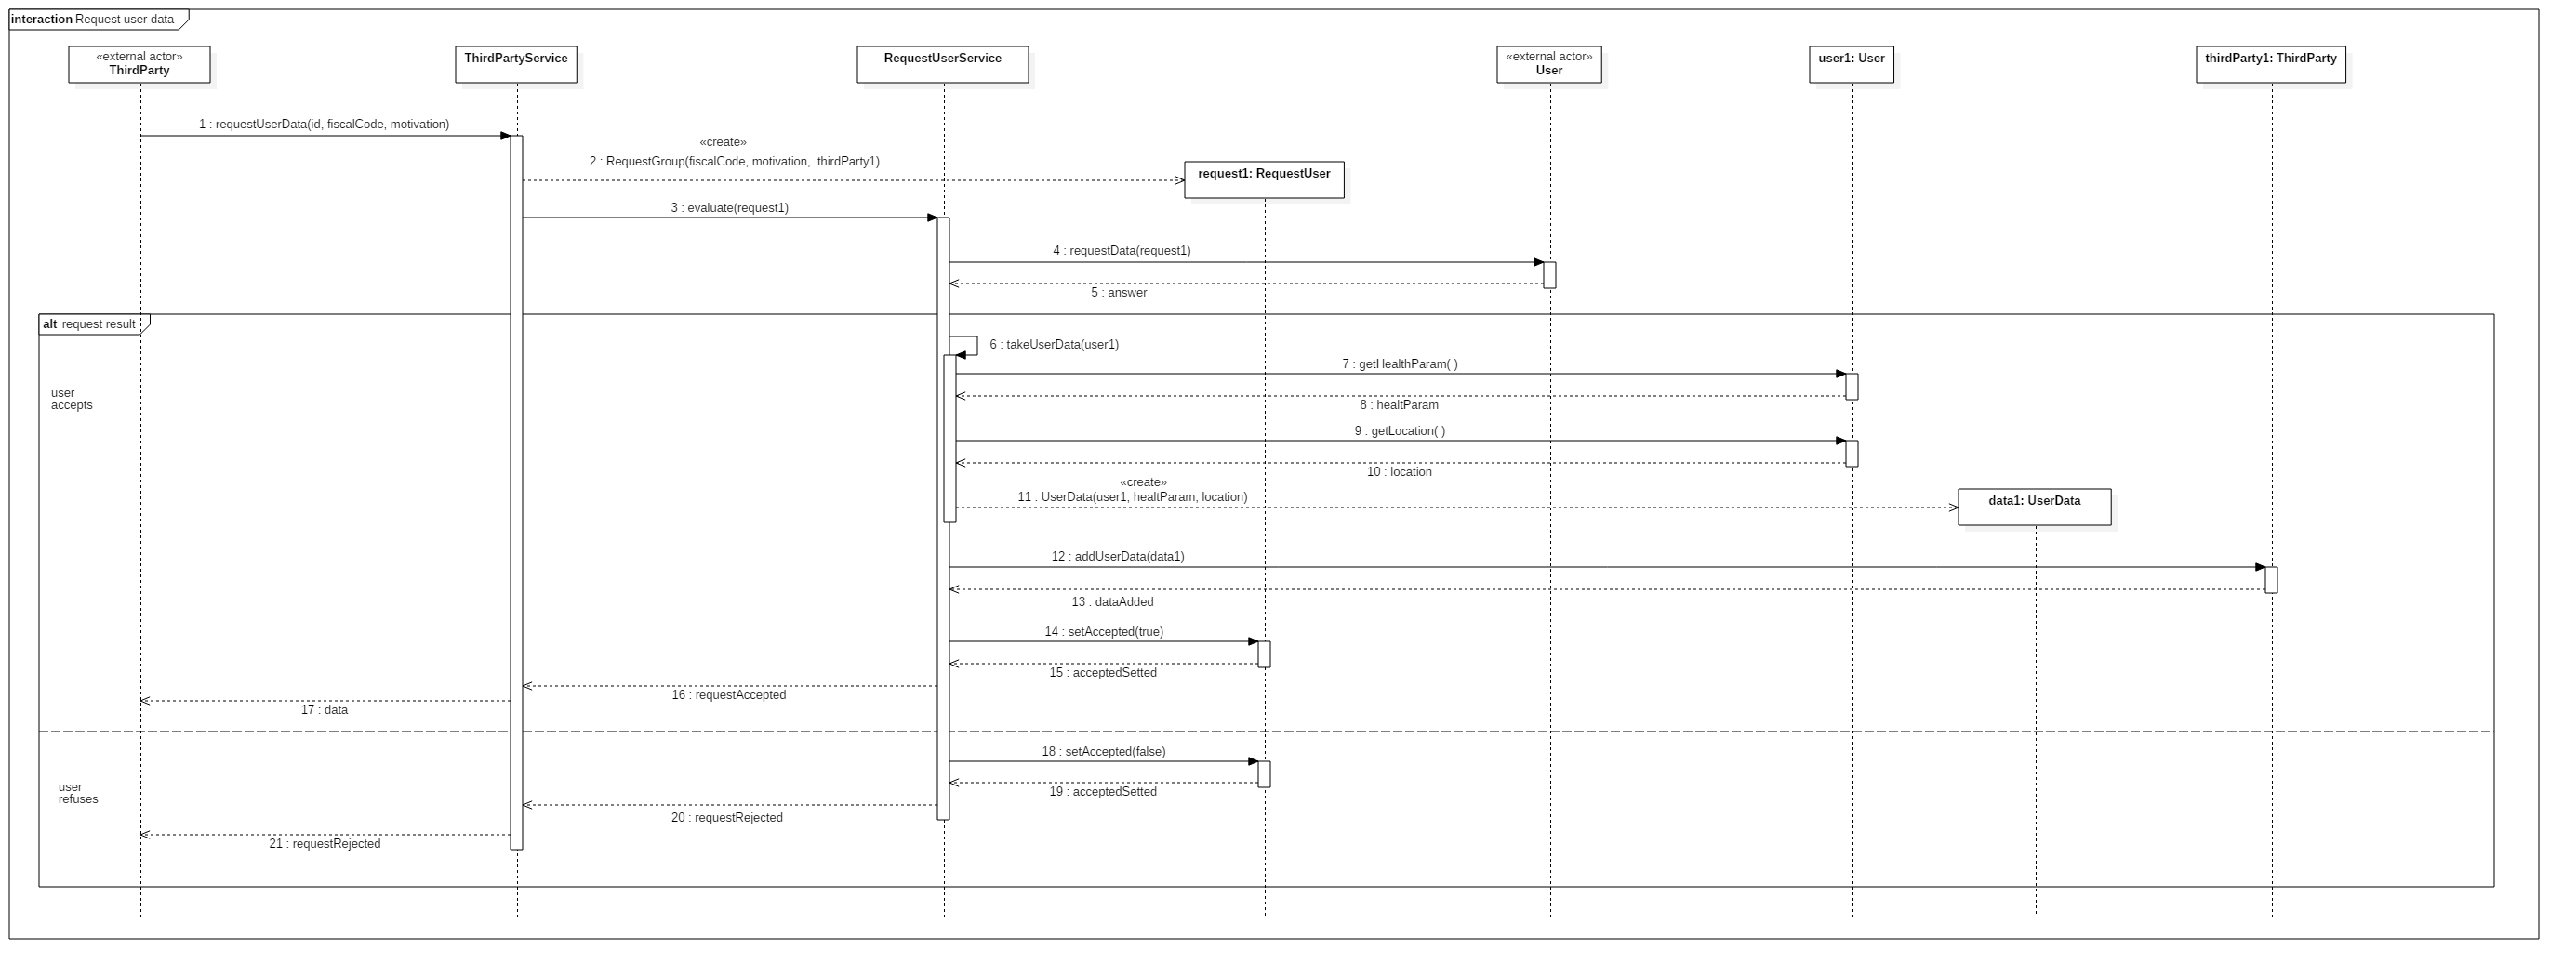 interaction Request user data
«external actor»
ThirdParty
ThirdPartyService
RequestUserService
«external actor»
User
user1: User
thirdParty1: ThirdParty
1 : requestUserData(id, fiscalCode, motivation)
«create»
2 : RequestGroup(fiscalCode, motivation,  thirdParty1)
request1: RequestUser
3 : evaluate(request1)
4 : requestData(request1)
5 : answer
alt request result
6 : takeUserData(user1)
7 : getHealthParam( )
user
accepts
8 : healtParam
9 : getLocation( )
10 : location
«create»
11 : UserData(user1, healtParam, location)
data1: UserData
12 : addUserData(data1)
13 : dataAdded
14 : setAccepted(true)
15 : acceptedSetted
16 : requestAccepted
17 : data
18 : setAccepted(false)
user
refuses
19 : acceptedSetted
20 : requestRejected
21 : requestRejected